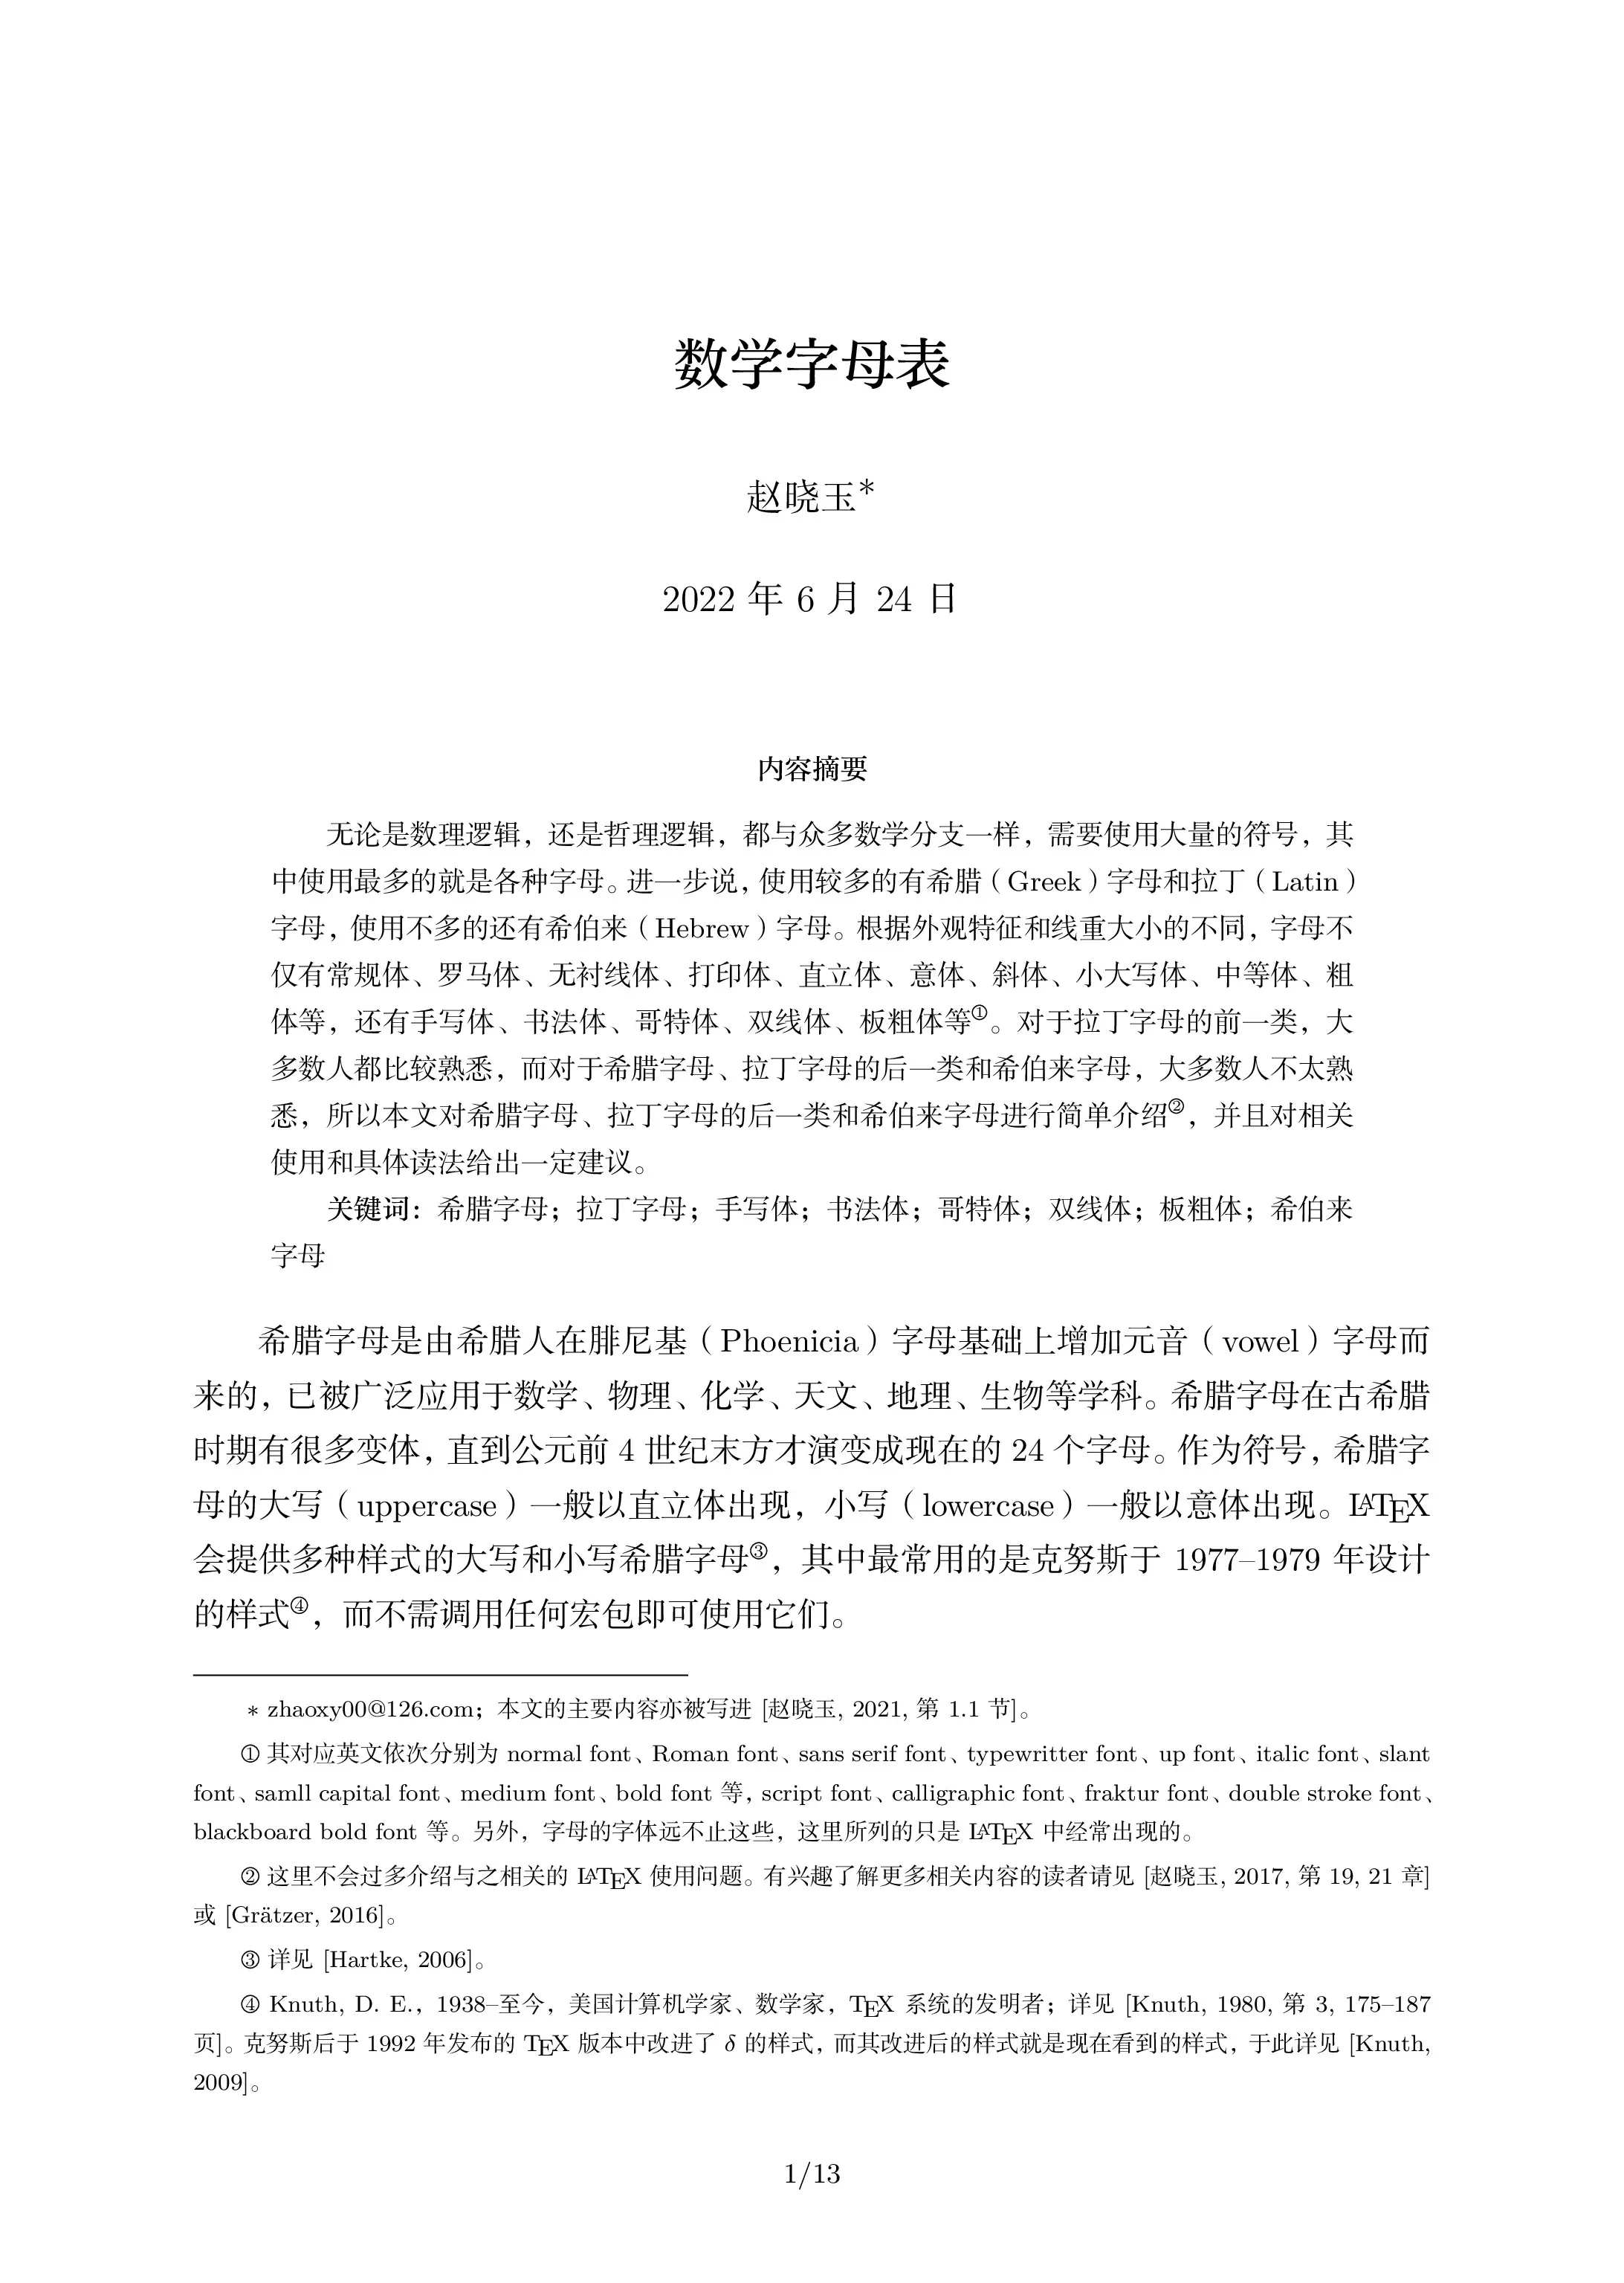 数学字母表
赵晓玉*
2022 年 6 月 24 日
内容摘要
无论是数理逻辑，还是哲理逻辑，都与众多数学分支一样，需要使用大量的符号，其
中使用最多的就是各种字母。进一步说，使用较多的有希腊（Greek）字母和拉丁（Latin）
字母，使用不多的还有希伯来（Hebrew）字母。根据外观特征和线重大小的不同，字母不
仅有常规体、罗马体、无衬线体、打印体、直立体、意体、斜体、小大写体、中等体、粗
体等，还有手写体、书法体、哥特体、双线体、板粗体等①。对于拉丁字母的前一类，大
多数人都比较熟悉，而对于希腊字母、拉丁字母的后一类和希伯来字母，大多数人不太熟
悉，所以本文对希腊字母、拉丁字母的后一类和希伯来字母进行简单介绍②，并且对相关
使用和具体读法给出一定建议。
关键词：希腊字母；拉丁字母；手写体；书法体；哥特体；双线体；板粗体；希伯来
字母
希腊字母是由希腊人在腓尼基（Phoenicia）字母基础上增加元音（vowel）字母而
来的，已被广泛应用于数学、物理、化学、天文、地理、生物等学科。希腊字母在古希腊
时期有很多变体，直到公元前 4 世纪末方才演变成现在的 24 个字母。作为符号，希腊字
母的大写（uppercase）一般以直立体出现，小写（lowercase）一般以意体出现。LATEX
会提供多种样式的大写和小写希腊字母③，其中最常用的是克努斯于 1977–1979 年设计
的样式④，而不需调用任何宏包即可使用它们。
* zhaoxy00@126.com；本文的主要内容亦被写进 [赵晓玉, 2021, 第 1.1 节]。
① 其对应英文依次分别为 normal font、Roman font、sans serif font、typewritter font、up font、italic font、slant
font、samll capital font、medium font、bold font 等，script font、calligraphic font、fraktur font、double stroke font、
blackboard bold font 等。另外，字母的字体远不止这些，这里所列的只是 LATEX 中经常出现的。
② 这里不会过多介绍与之相关的 LATEX 使用问题。有兴趣了解更多相关内容的读者请见 [赵晓玉, 2017, 第 19, 21 章]
或 [Grätzer, 2016]。
③ 详见 [Hartke, 2006]。
④ Knuth, D. E.，1938–至今，美国计算机学家、数学家，TEX 系统的发明者；详见 [Knuth, 1980, 第 3, 175–187
页]。克努斯后于 1992 年发布的 TEX 版本中改进了 δ 的样式，而其改进后的样式就是现在看到的样式，于此详见 [Knuth,
2009]。
1/13